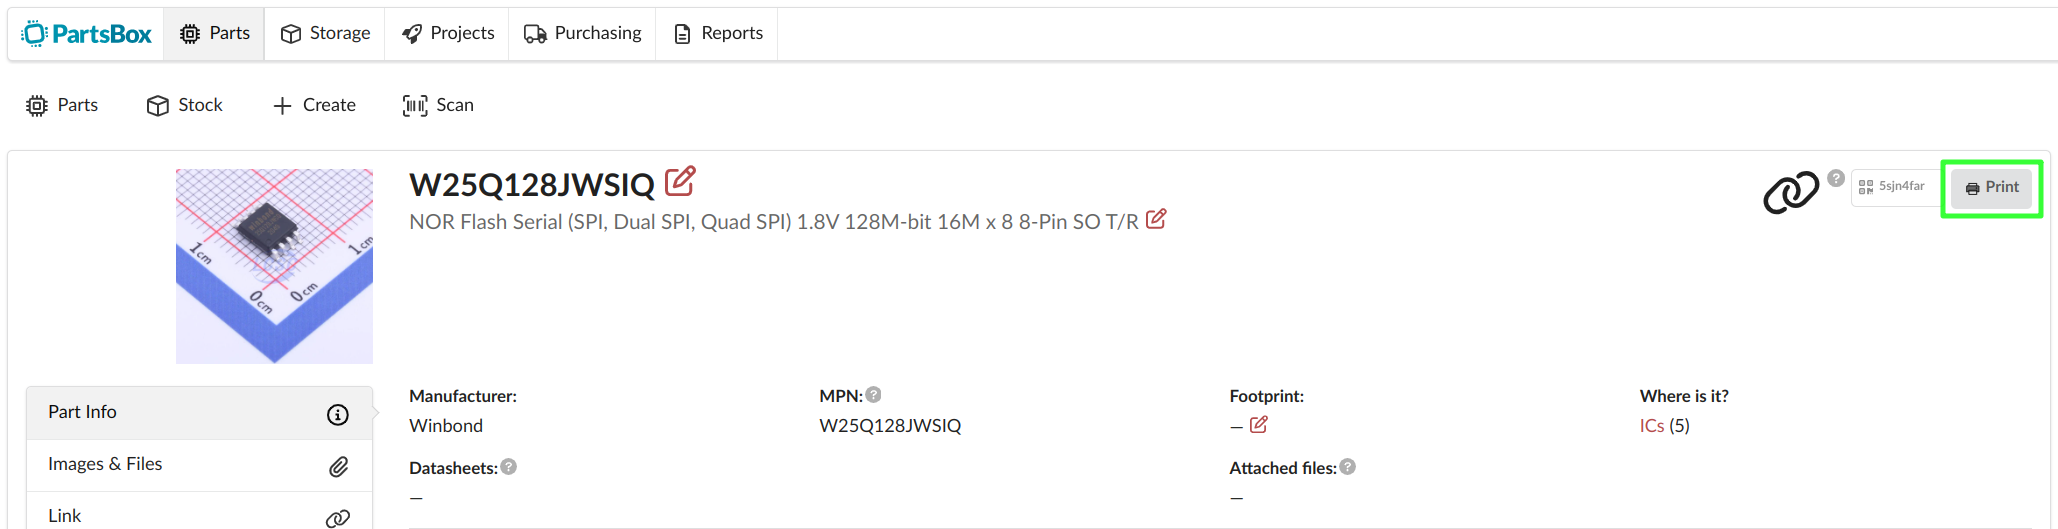 PartsBox Parts Storage Projects Purchasing Reports
Parts Stock Create Scan
W25Q128JWSIQ
5sjn4far Print
NOR Flash Serial (SPI, Dual SPI, Quad SPI) 1.8V 128M-bit 16M x 8 8-Pin SO T/R
1cm 0cm 0cm 1cm
Part Info
Images & Files
Link
Manufacturer: MPN: Footprint: Where is it?
Winbond W25Q128JWSIQ — ICs (5)
Datasheets: Attached files:
— —